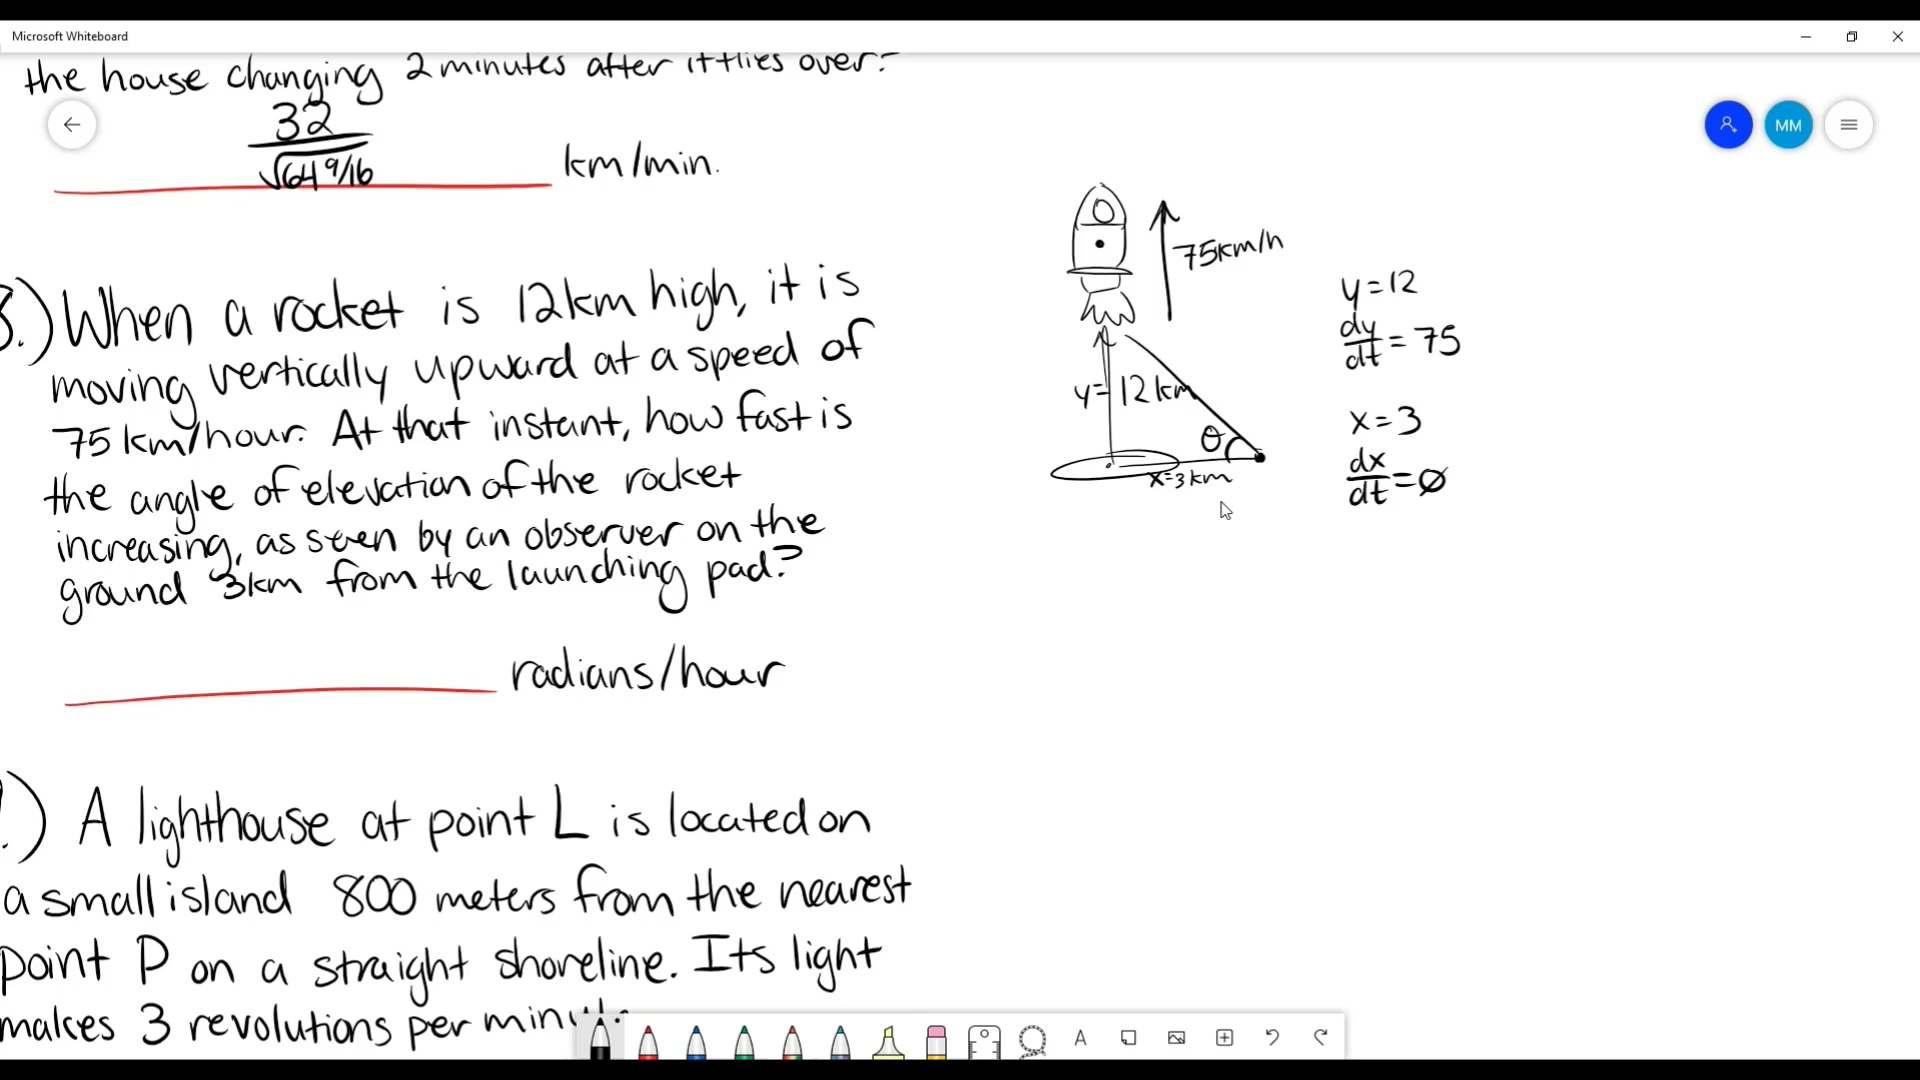 Microsoft Whiteboard
the house changing 2 minutes after it flies over?
32
√64 9/16
km/min.
MM
75km/h
y=12
dy/dt = 75
y= 12 km
θ
x=3 km
x=3
dx/dt = ∅
.) When a rocket is 12km high, it is
moving vertically upward at a speed of
75 km/hour. At that instant, how fast is
the angle of elevation of the rocket
increasing, as seen by an observer on the
ground 3km from the launching pad?
radians/hour
.) A lighthouse at point L is located on
a small island 800 meters from the nearest
point P on a straight shoreline. Its light
makes 3 revolutions per
A